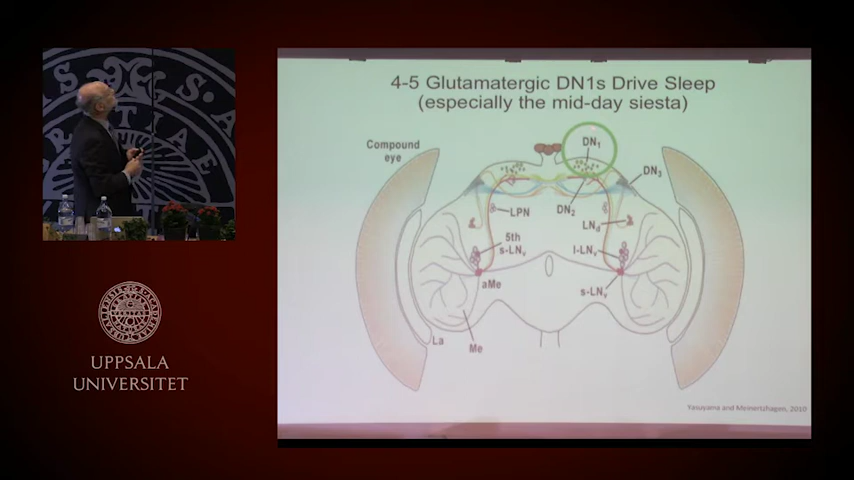 4-5 Glutamatergic DN1s Drive Sleep
(especially the mid-day siesta)
Compound
eye
DN₁
DN₃
LPN
DN₂
LNd
5th
s-LNv
l-LNv
aMe
s-LNv
La
Me
Yasuyama and Meinertzhagen, 2010
VERITAS
UPPSALA
UNIVERSITET